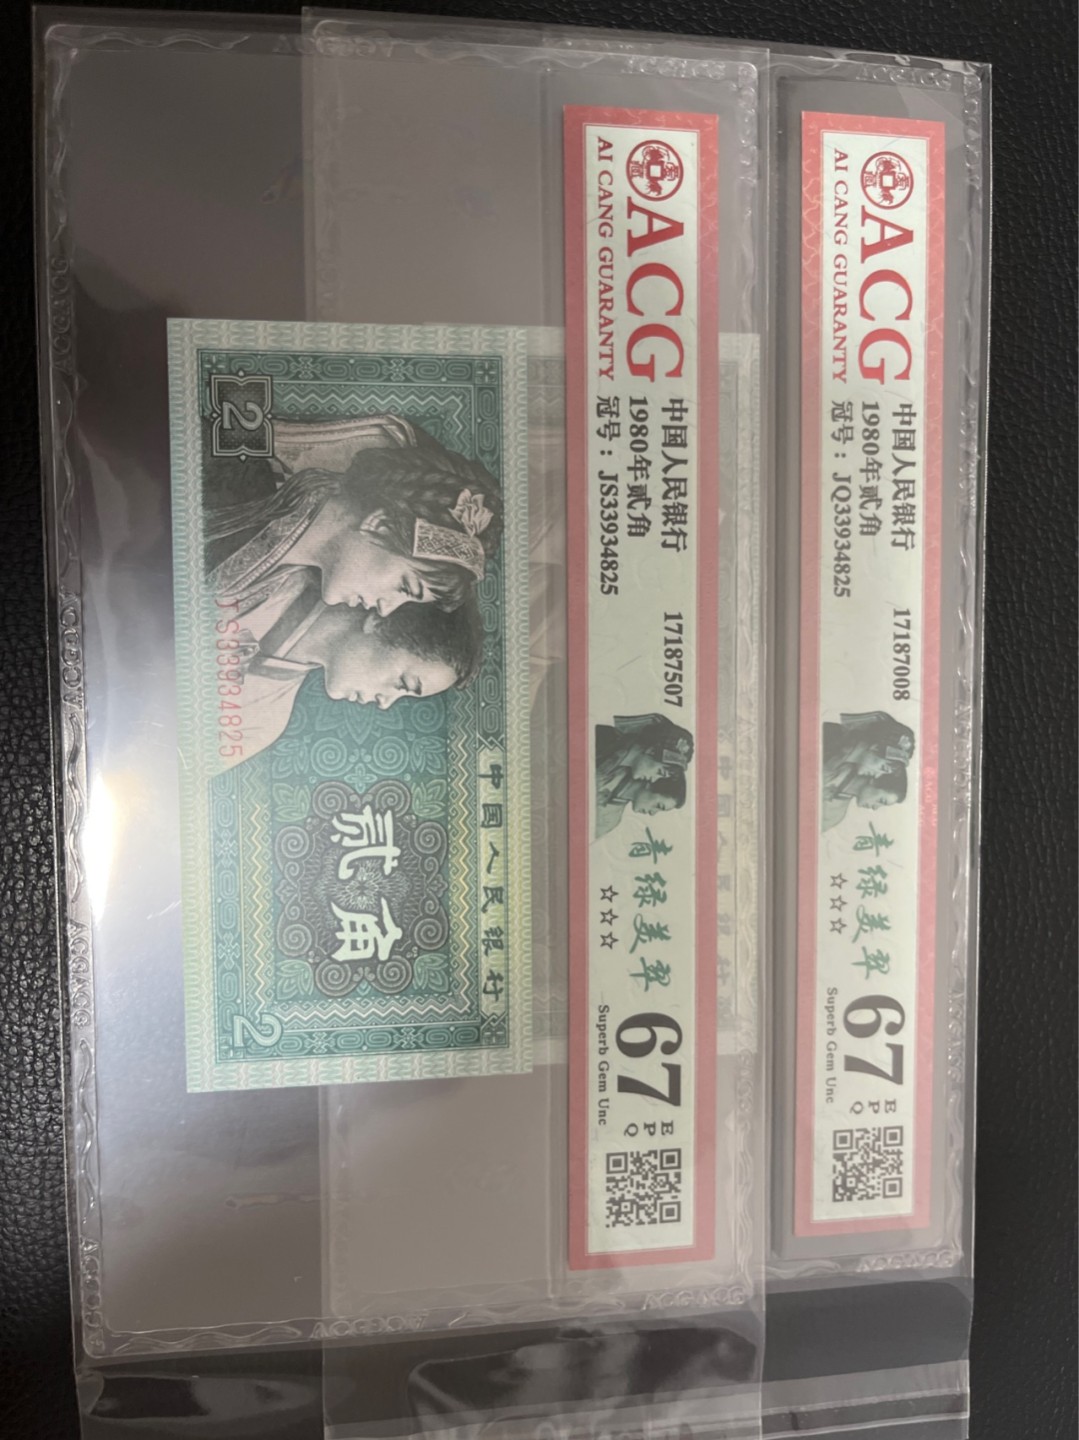 ACG
AI CANG GUARANTY
中国人民银行
1980年贰角
冠号：JQ33934825
17187008
青绿美翠
☆☆☆
67
EPQ
Superb Gem Unc
ACG
AI CANG GUARANTY
中国人民银行
1980年贰角
冠号：JS33934825
17187507
青绿美翠
☆☆☆
67
EPQ
Superb Gem Unc
中国人民银行
贰角
2
2
JS33934825